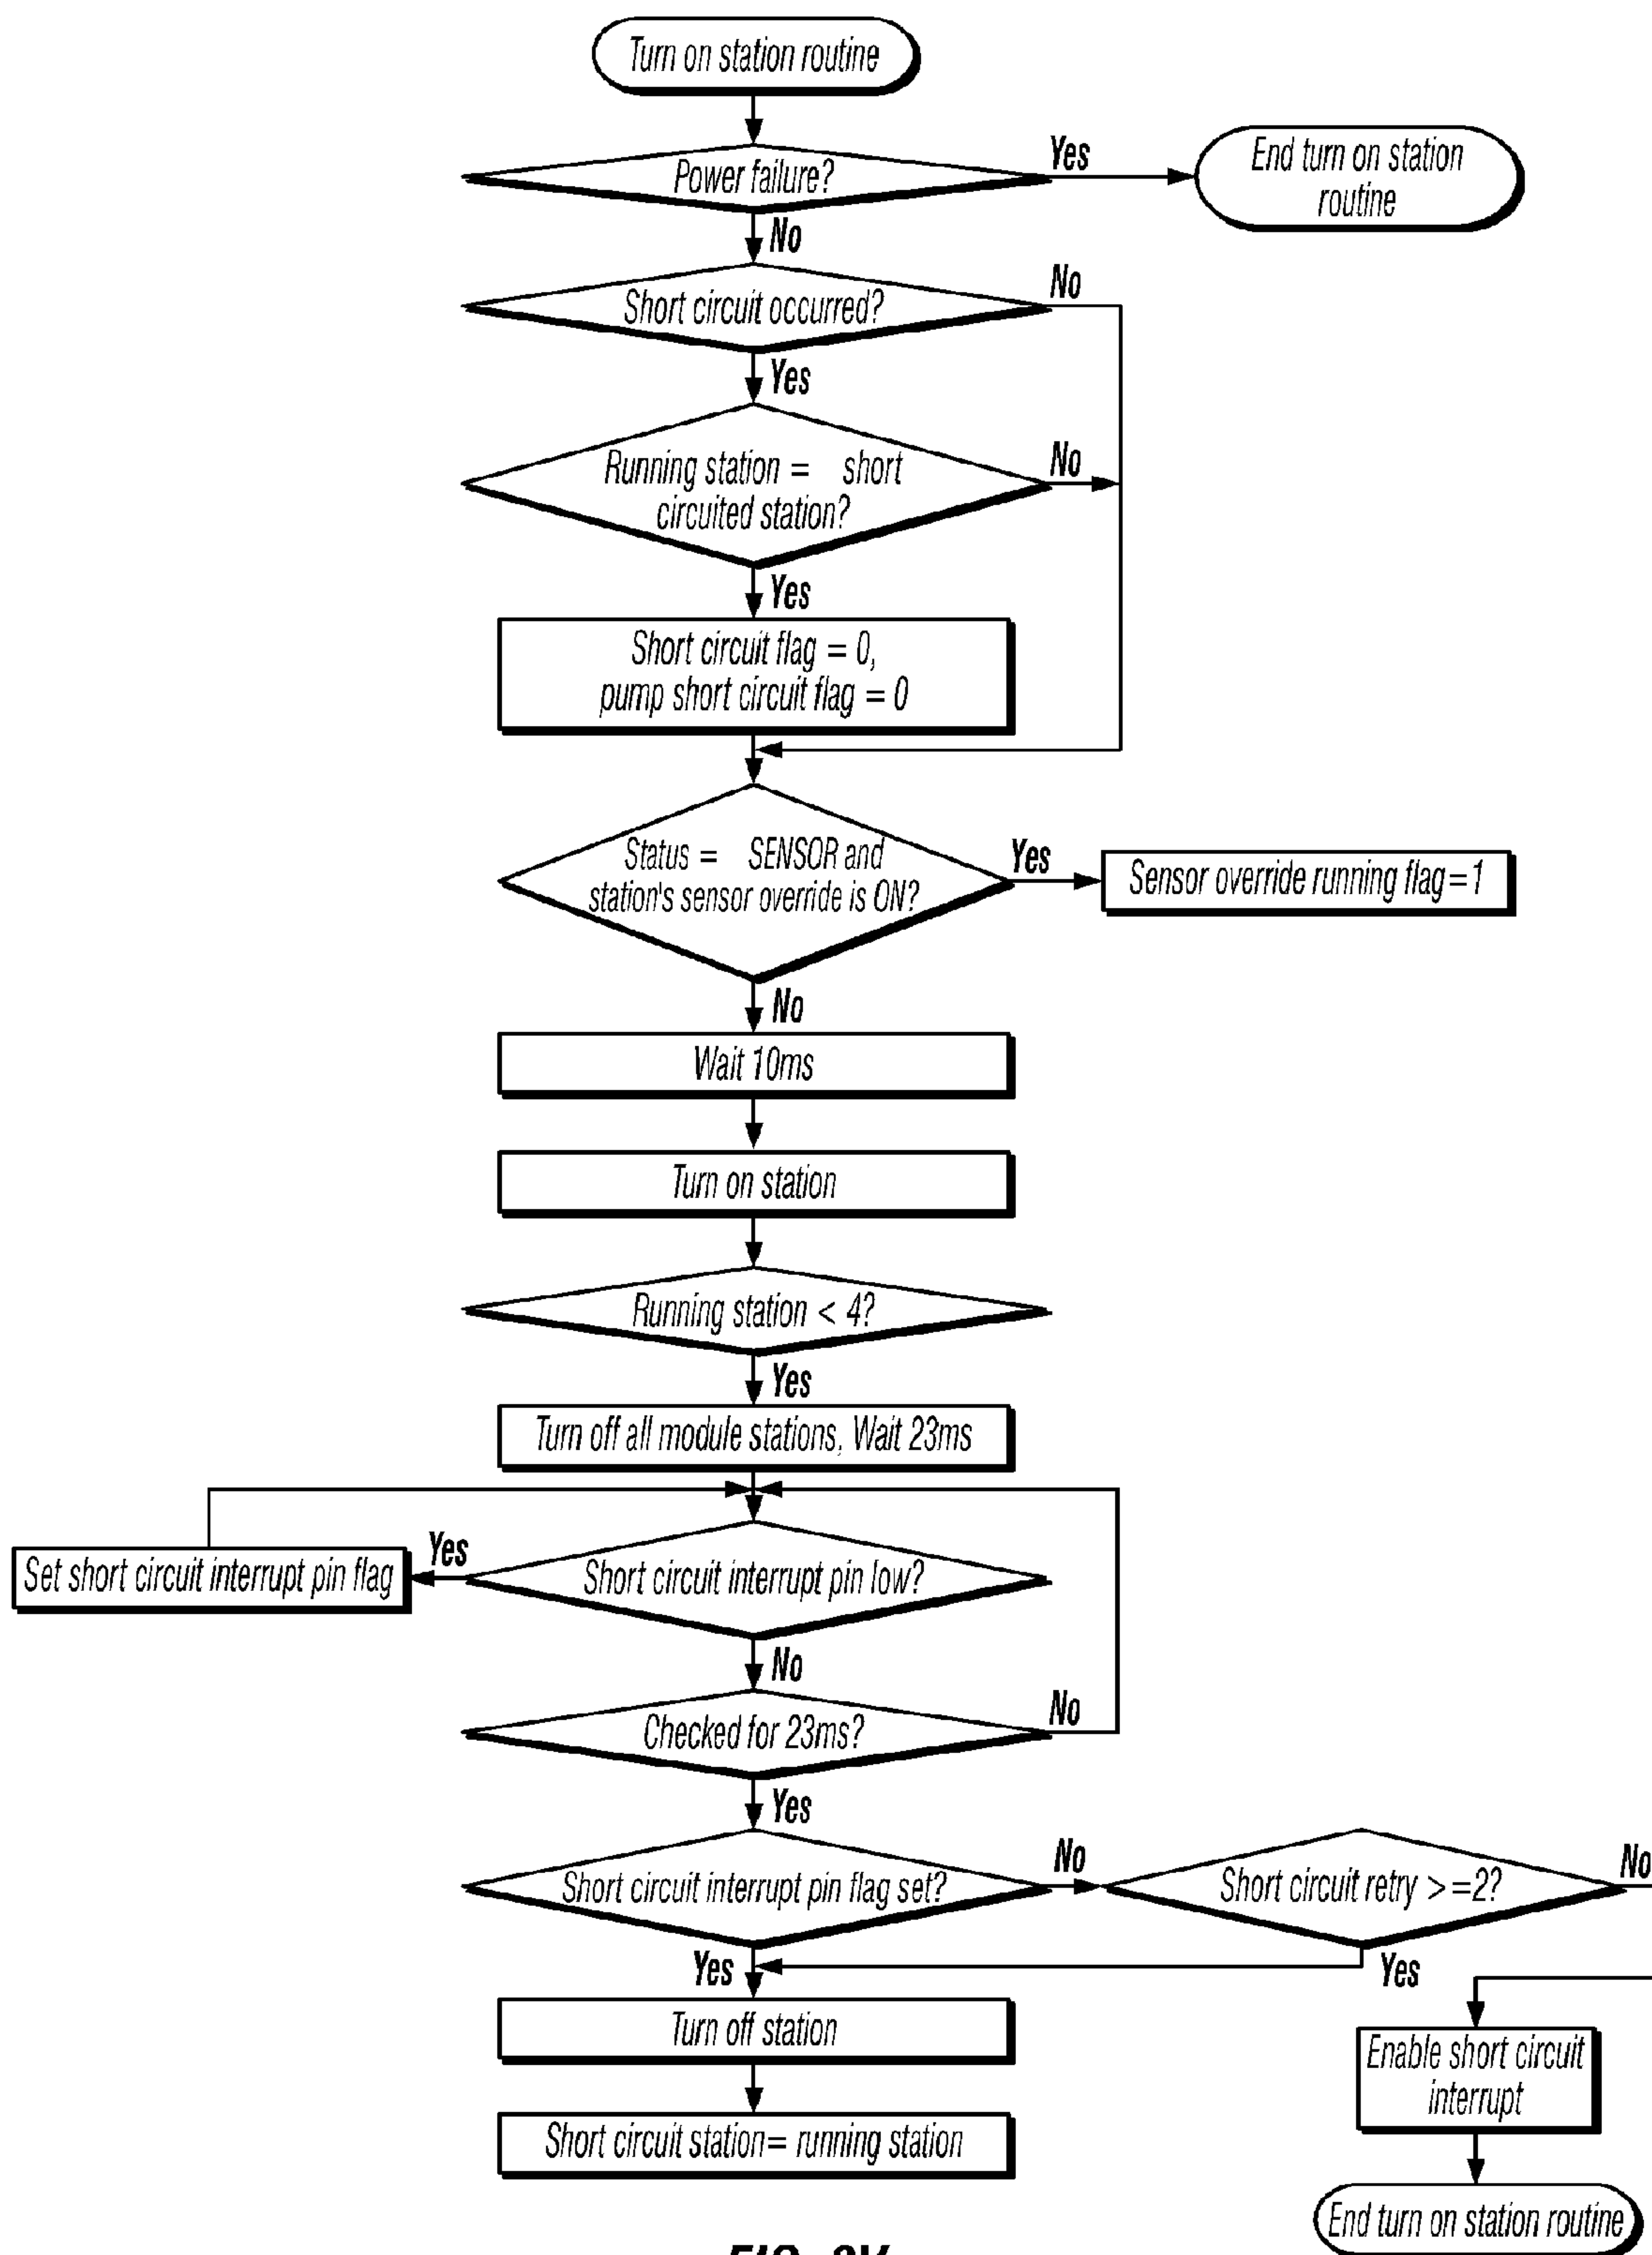 Turn on station routine
Power failure?
Yes
End turn on station
routine
No
Short circuit occurred?
No
Yes
Running station = short
circuited station?
No
Yes
Short circuit flag = 0,
pump short circuit flag = 0
Status = SENSOR and
station's sensor override is ON?
Yes
Sensor override running flag=1
No
Wait 10ms
Turn on station
Running station < 4?
Yes
Turn off all module stations, Wait 23ms
Set short circuit interrupt pin flag
Yes
Short circuit interrupt pin low?
No
Checked for 23ms?
No
Yes
Short circuit interrupt pin flag set?
No
Short circuit retry >=2?
No
Yes
Yes
Turn off station
Enable short circuit
interrupt
Short circuit station= running station
End turn on station routine